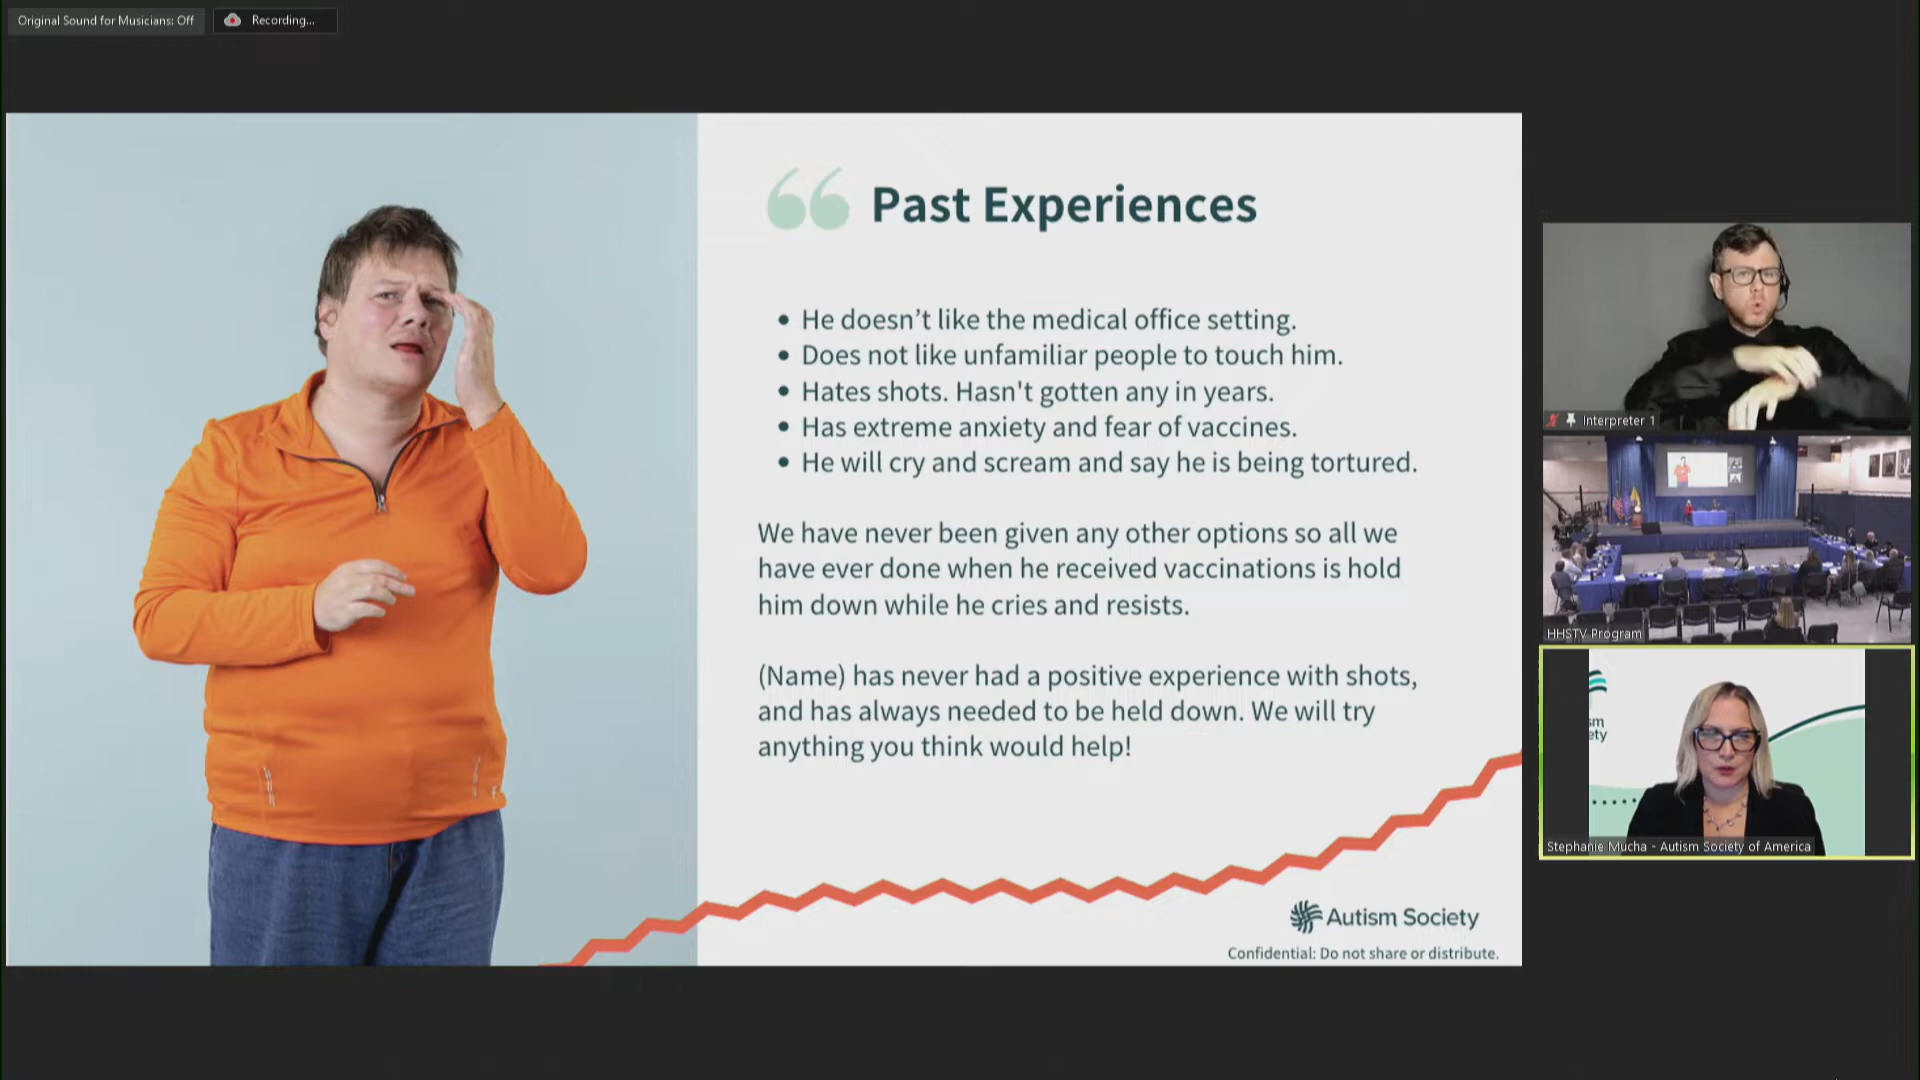 Original Sound for Musicians: Off
Recording...
Past Experiences
• He doesn’t like the medical office setting.
• Does not like unfamiliar people to touch him.
• Hates shots. Hasn't gotten any in years.
• Has extreme anxiety and fear of vaccines.
• He will cry and scream and say he is being tortured.
We have never been given any other options so all we
have ever done when he received vaccinations is hold
him down while he cries and resists.
(Name) has never had a positive experience with shots,
and has always needed to be held down. We will try
anything you think would help!
Autism Society
Confidential: Do not share or distribute.
Interpreter 1
HHSTV Program
sm
ety
Stephanie Mucha - Autism Society of America